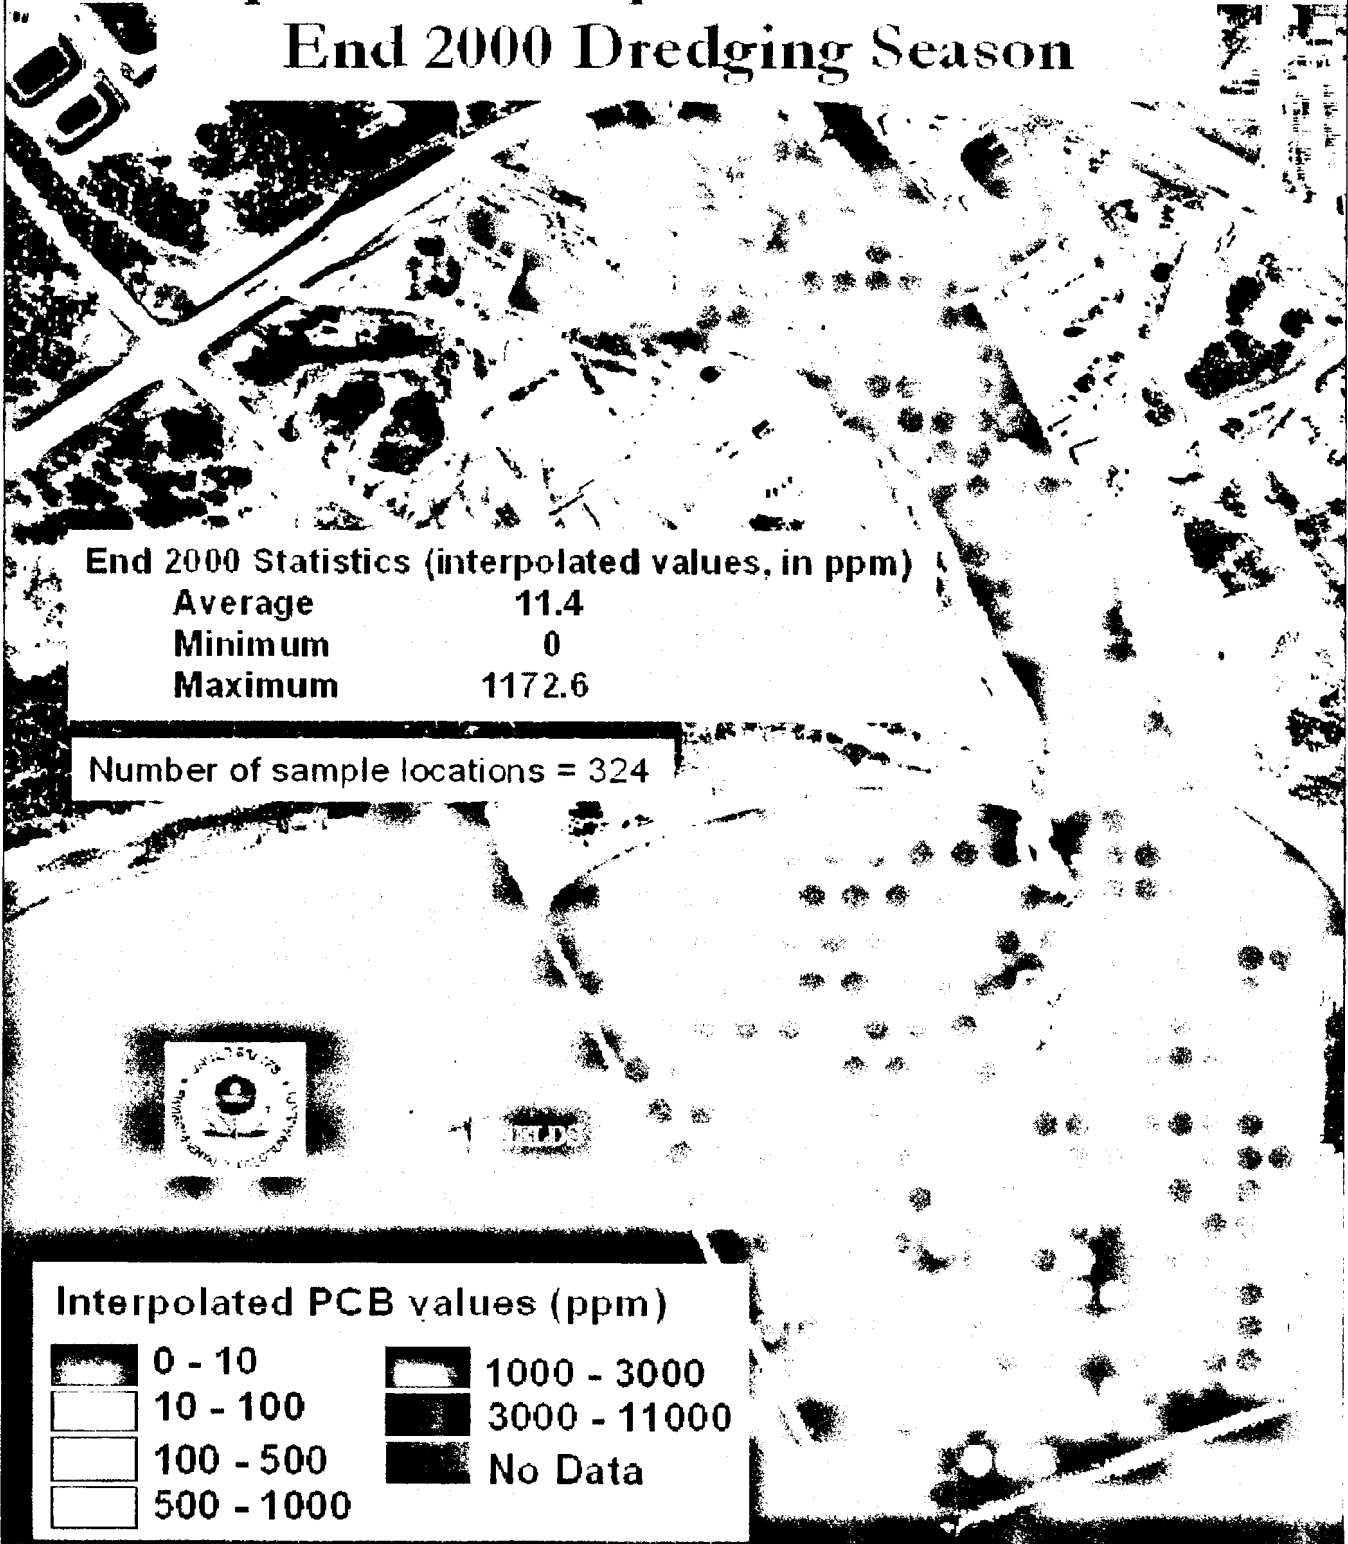 End 2000 Dredging Season
End 2000 Statistics (interpolated values, in ppm)
Average 11.4
Minimum 0
Maximum 1172.6
Number of sample locations = 324
Interpolated PCB values (ppm)
0 - 10
10 - 100
100 - 500
500 - 1000
1000 - 3000
3000 - 11000
No Data